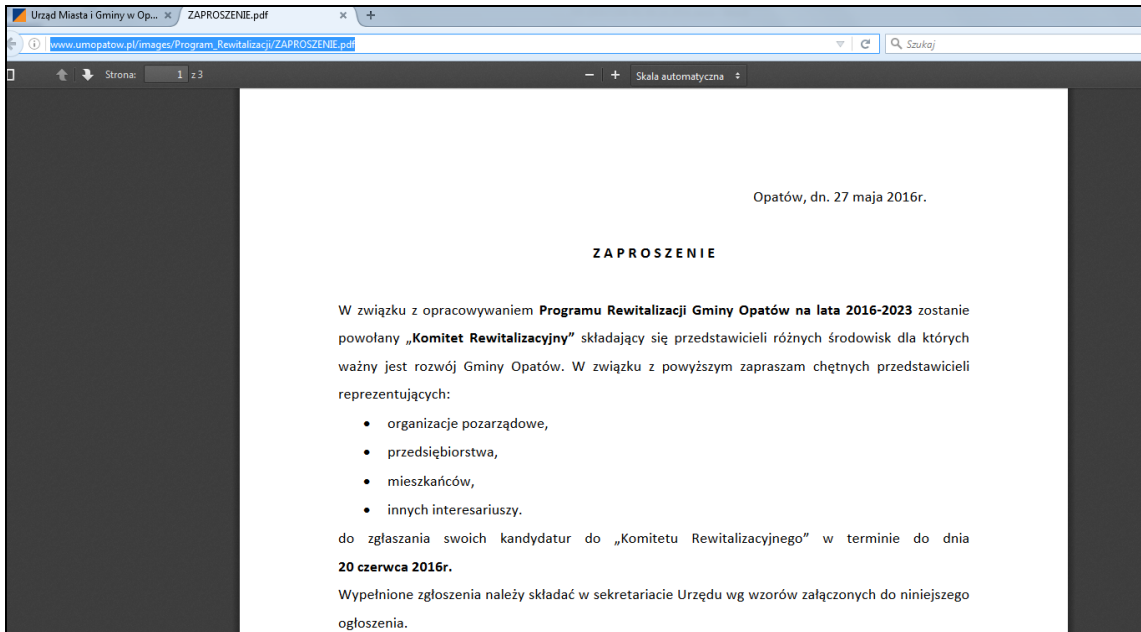 Urząd Miasta i Gminy w Op... × ZAPROSZENIE.pdf × +
www.umopatow.pl/images/Program_Rewitalizacji/ZAPROSZENIE.pdf Szukaj
Strona: 1 z 3 − + Skala automatyczna
Opatów, dn. 27 maja 2016r.
Z A P R O S Z E N I E
W związku z opracowywaniem Programu Rewitalizacji Gminy Opatów na lata 2016-2023 zostanie
powołany „Komitet Rewitalizacyjny” składający się przedstawicieli różnych środowisk dla których
ważny jest rozwój Gminy Opatów. W związku z powyższym zapraszam chętnych przedstawicieli
reprezentujących:
• organizacje pozarządowe,
• przedsiębiorstwa,
• mieszkańców,
• innych interesariuszy.
do zgłaszania swoich kandydatur do „Komitetu Rewitalizacyjnego” w terminie do dnia
20 czerwca 2016r.
Wypełnione zgłoszenia należy składać w sekretariacie Urzędu wg wzorów załączonych do niniejszego
ogłoszenia.